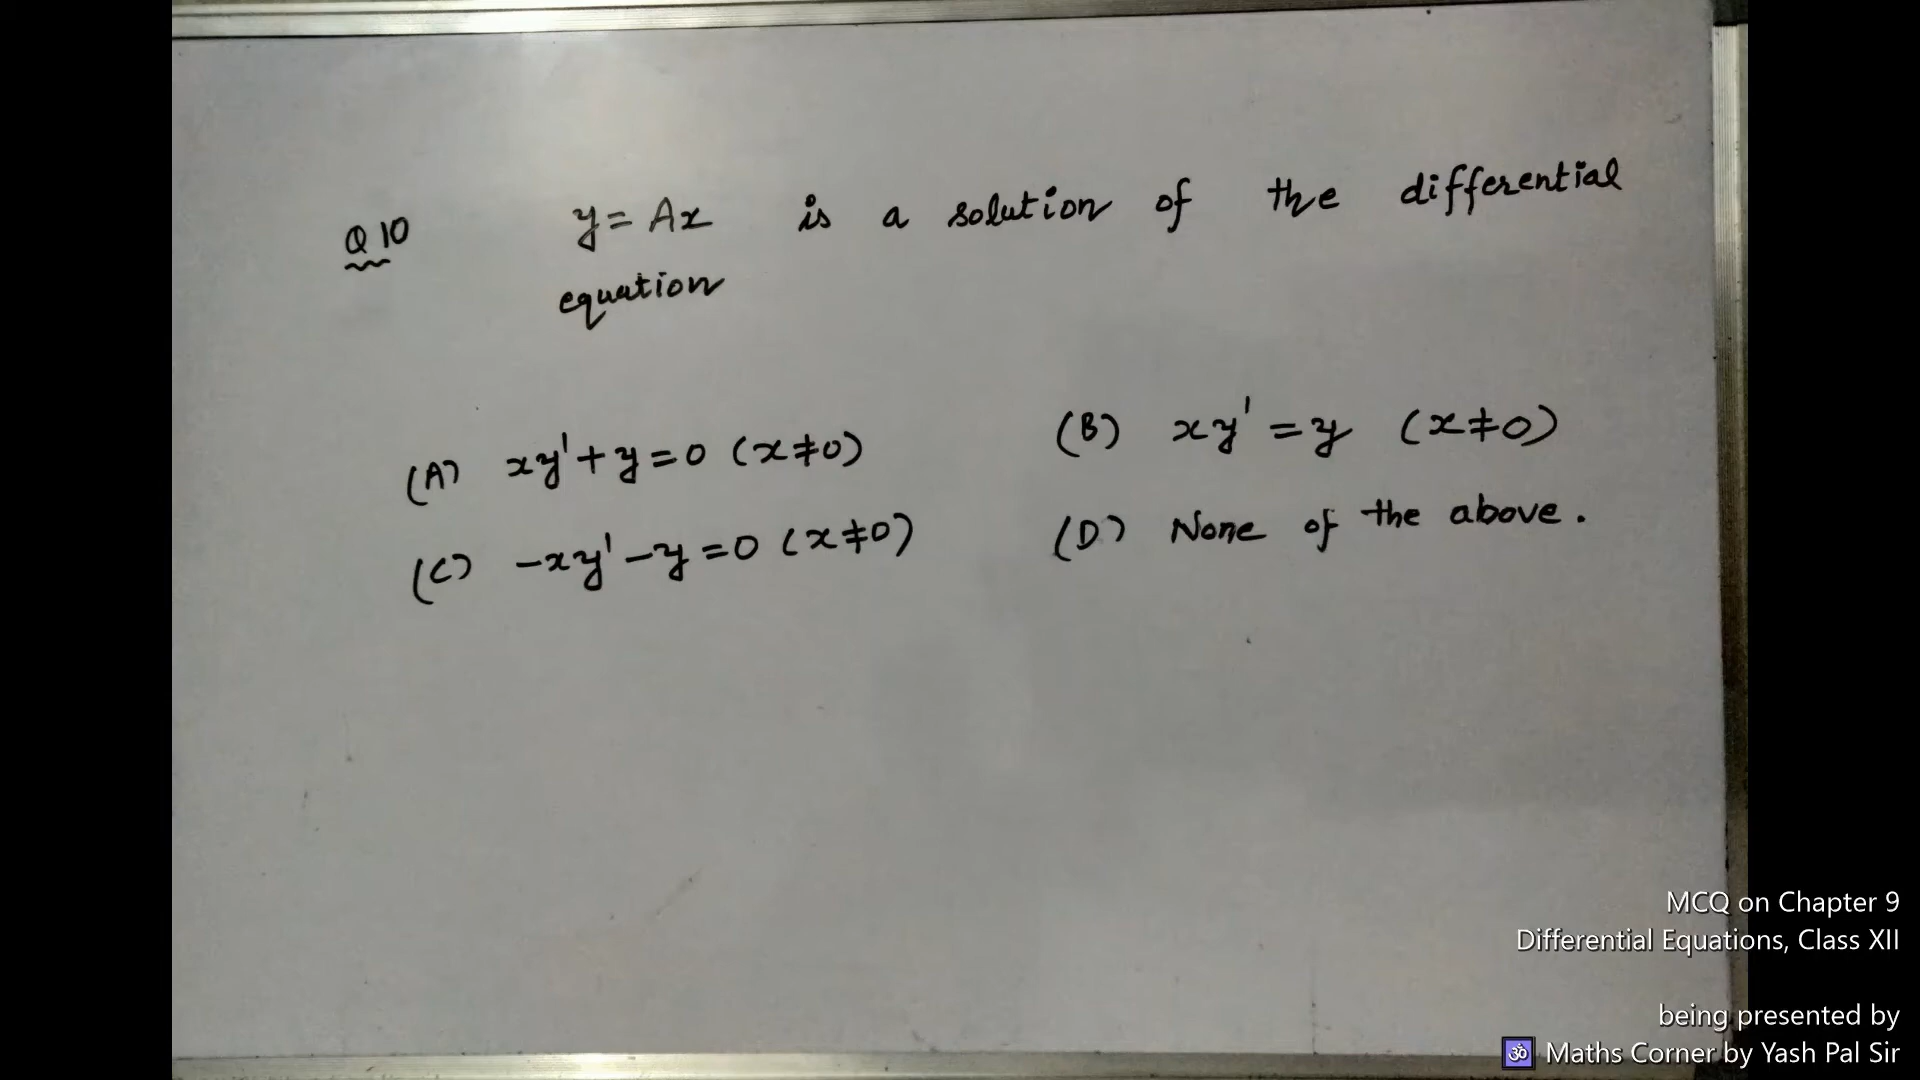 Q 10 y = Ax is a solution of the differential
equation
(A) xy' + y = 0 (x ≠ 0) (B) xy' = y (x ≠ 0)
(C) -xy' - y = 0 (x ≠ 0) (D) None of the above.
MCQ on Chapter 9
Differential Equations, Class XII
being presented by
🕉 Maths Corner by Yash Pal Sir